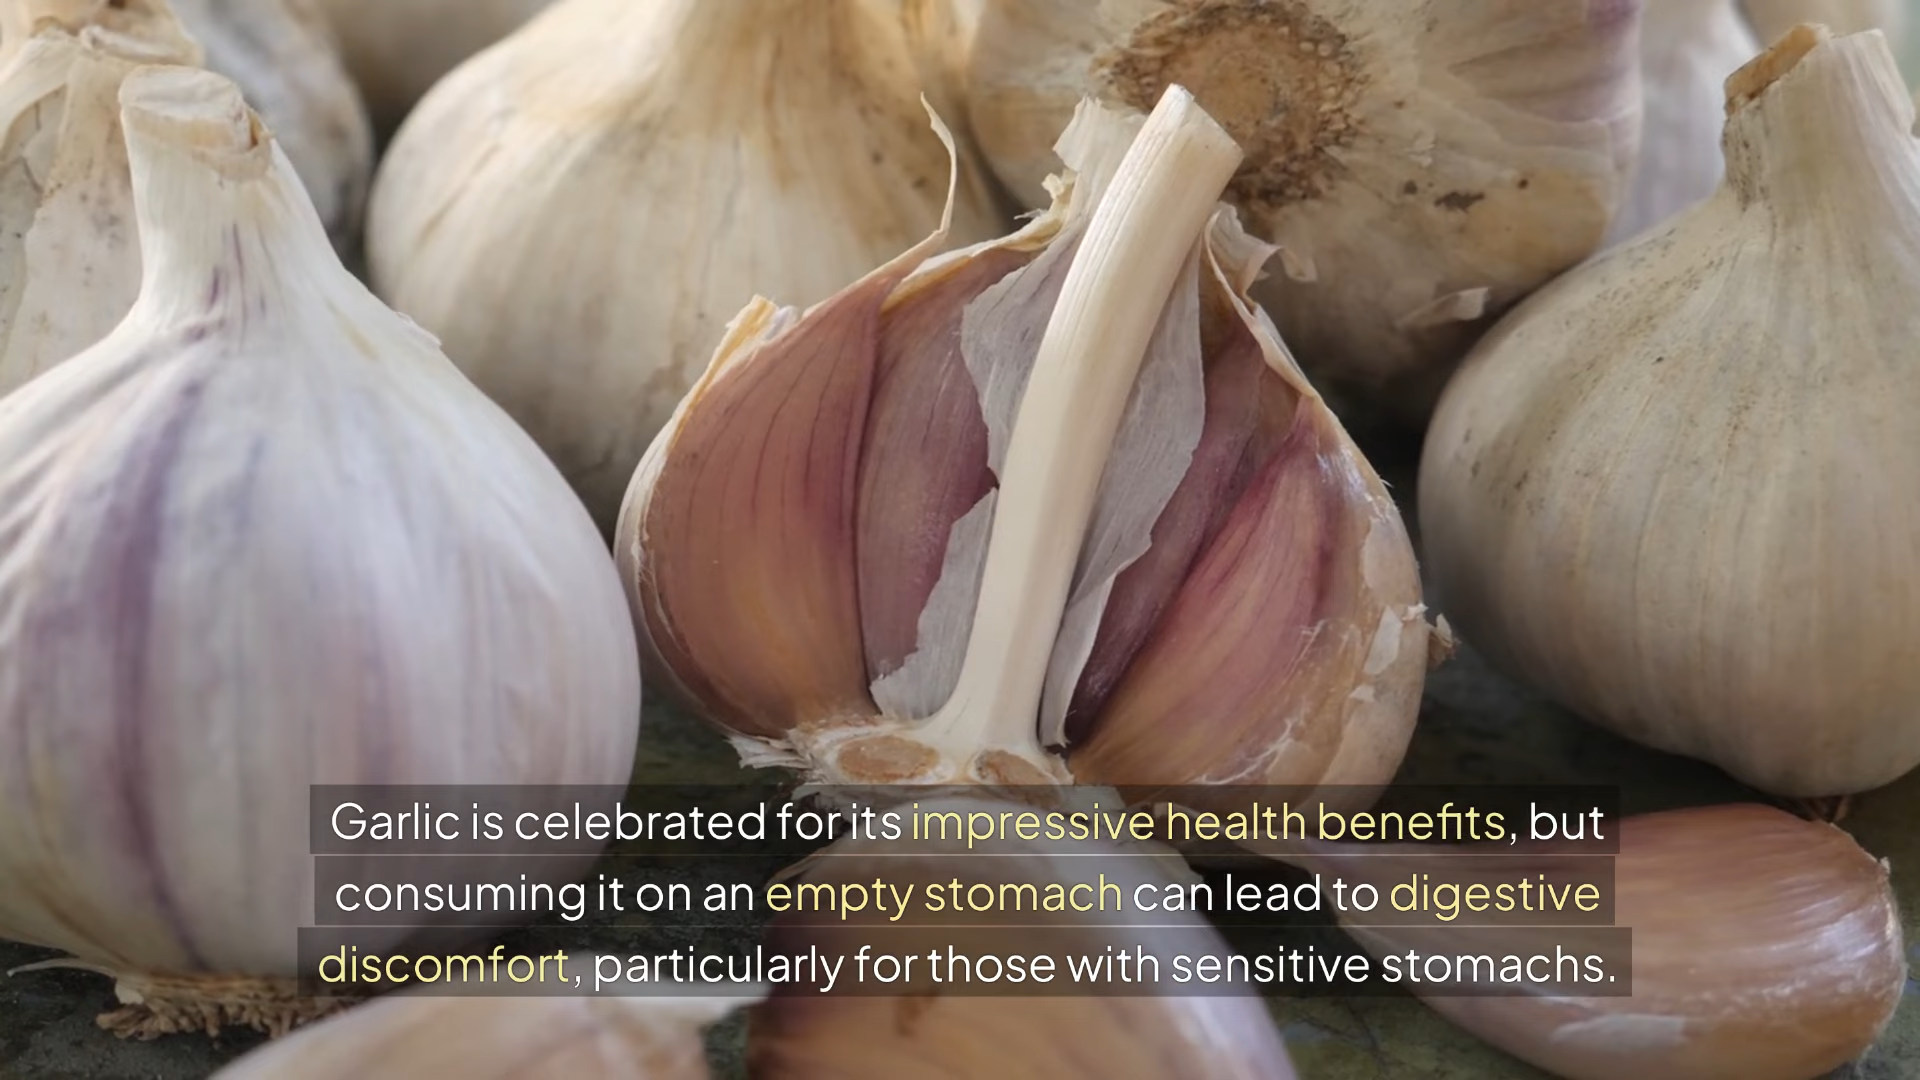 Garlic is celebrated for its impressive health benefits, but
consuming it on an empty stomach can lead to digestive
discomfort, particularly for those with sensitive stomachs.